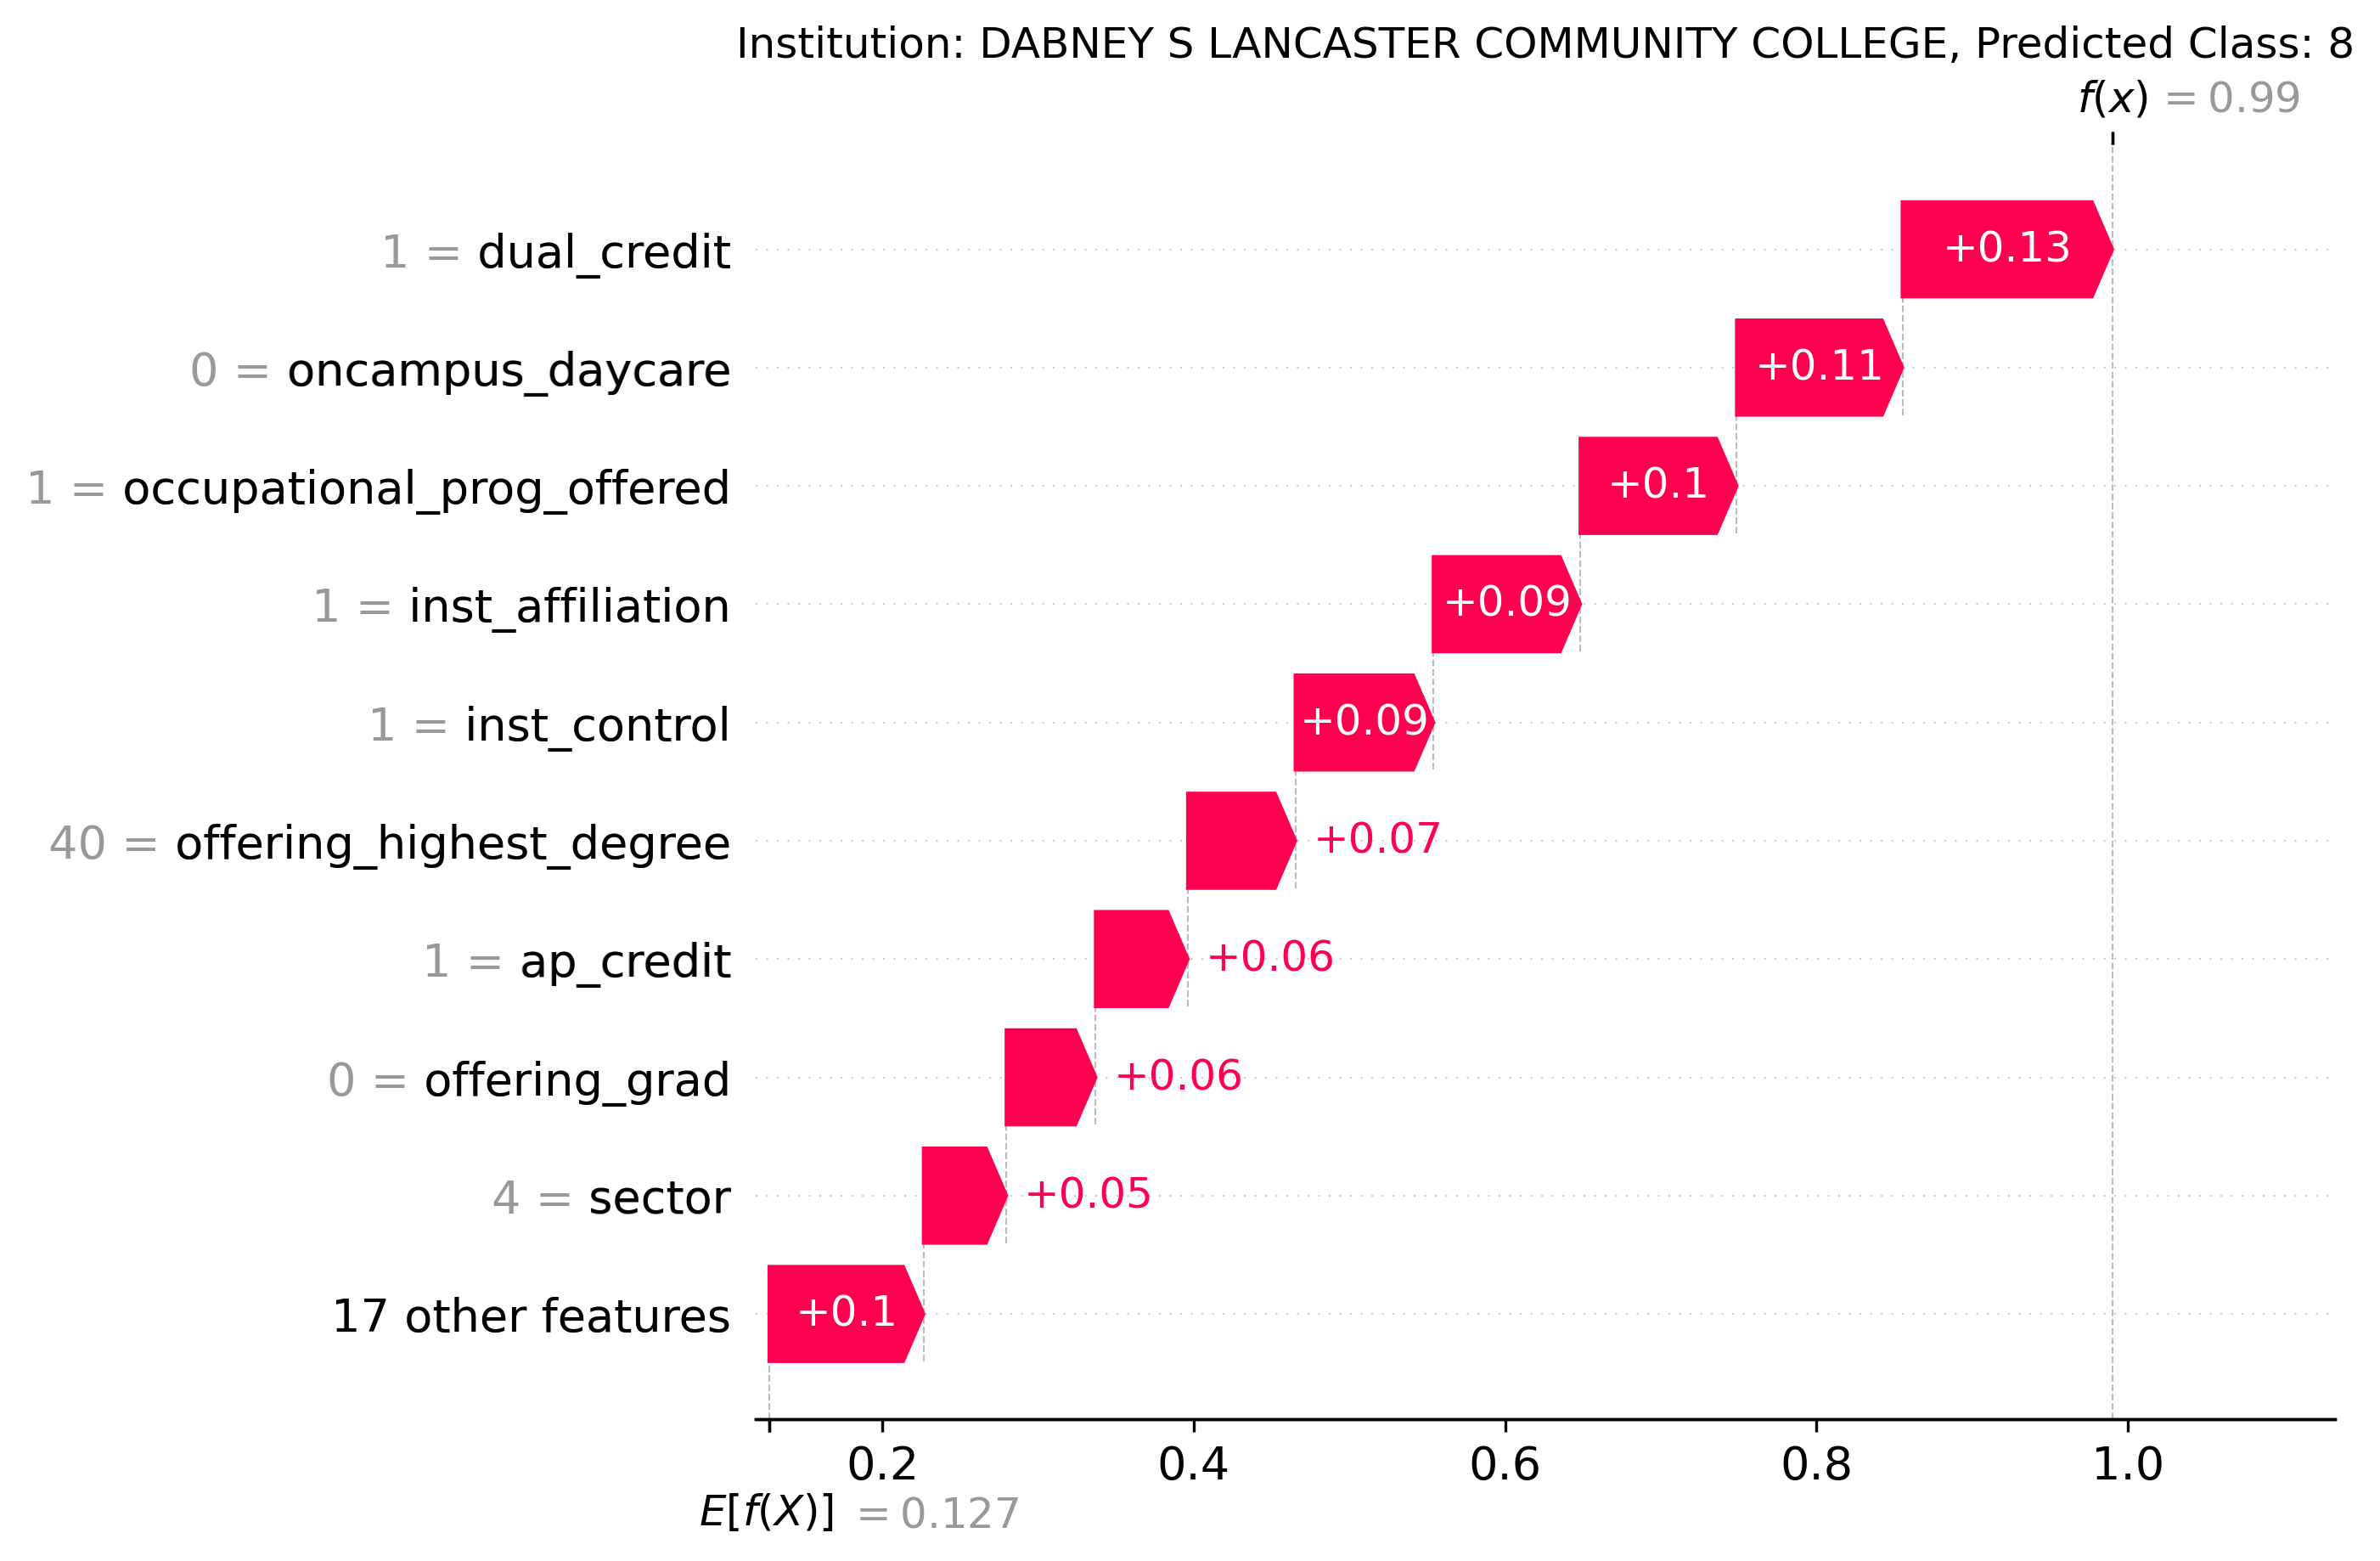 Institution: DABNEY S LANCASTER COMMUNITY COLLEGE, Predicted Class: 8
f(x) = 0.99
1 = dual_credit +0.13
0 = oncampus_daycare +0.11
1 = occupational_prog_offered +0.1
1 = inst_affiliation +0.09
1 = inst_control +0.09
40 = offering_highest_degree +0.07
1 = ap_credit +0.06
0 = offering_grad +0.06
4 = sector +0.05
17 other features +0.1
0.2 0.4 0.6 0.8 1.0
E[f(X)] = 0.127